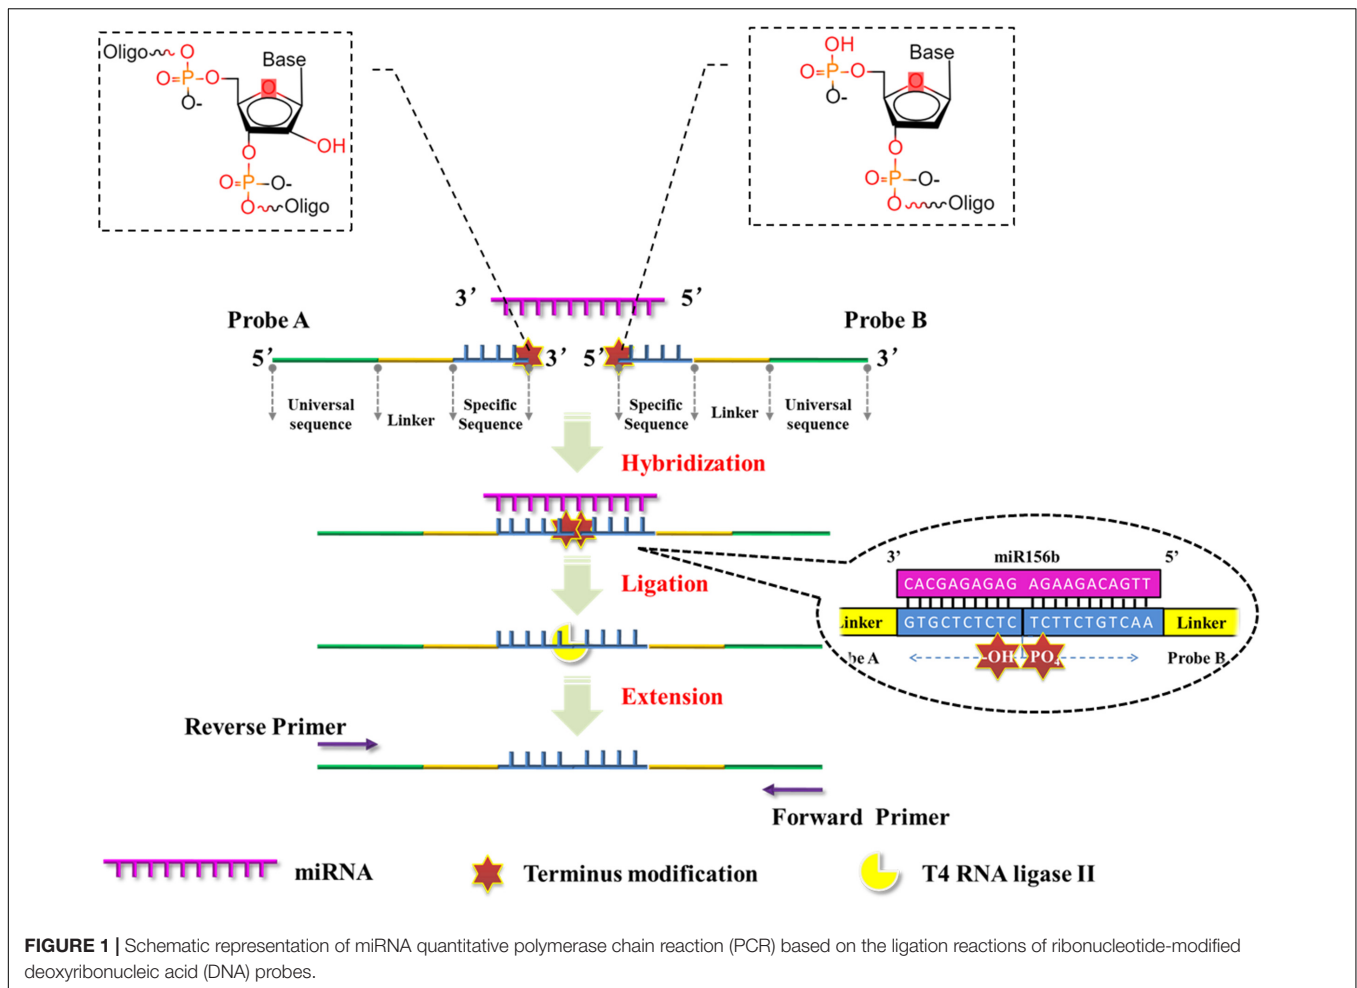 Oligo
O
O=P-O
O-
Base
O
OH
O
O=P-O-
O
Oligo
OH
O=P-O
O-
Base
O
O
O=P-O-
O
Oligo
3’ 5’
Probe A Probe B
5’ 3’ 5’ 3’
Universal sequence
Linker
Specific Sequence
Specific Sequence
Linker
Universal sequence
Hybridization
Ligation
3’ miR156b 5’
CACGAGAGAG AGAAGACAGTT
Linker GTGCTCTCTC TCTTCTGTCAA Linker
be A -OH PO4 Probe B
Extension
Reverse Primer
Forward Primer
miRNA Terminus modification T4 RNA ligase II
FIGURE 1 | Schematic representation of miRNA quantitative polymerase chain reaction (PCR) based on the ligation reactions of ribonucleotide-modified
deoxyribonucleic acid (DNA) probes.